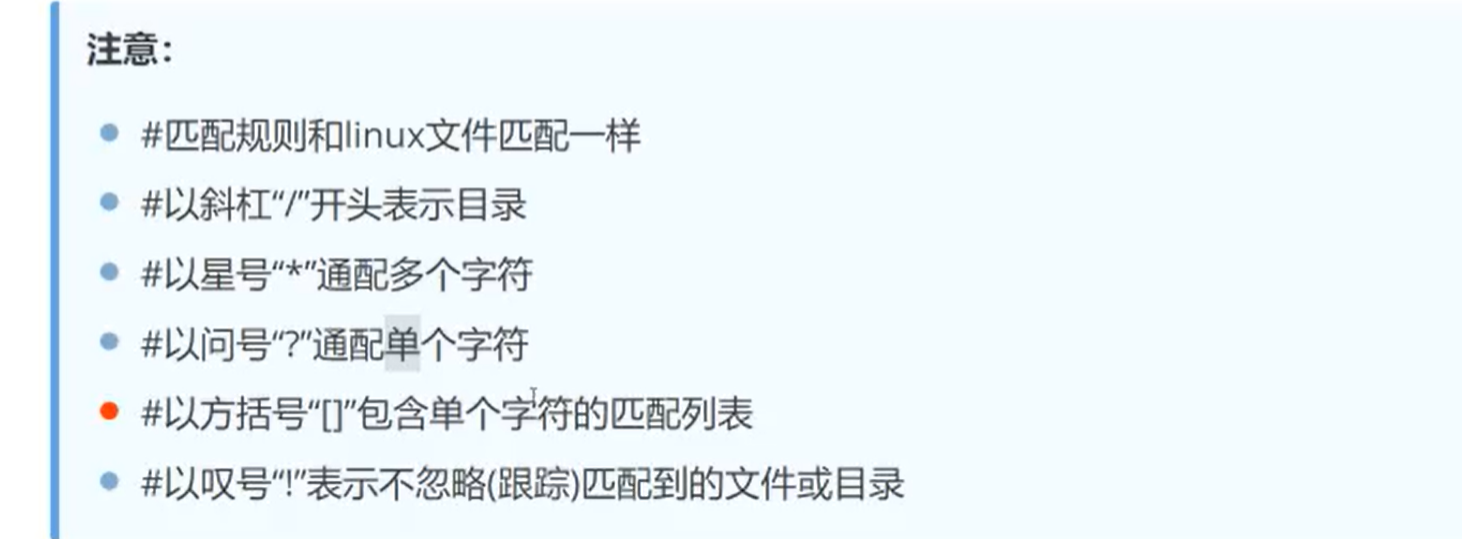 注意：
#匹配规则和linux文件匹配一样
#以斜杠“/”开头表示目录
#以星号“*”通配多个字符
#以问号“?”通配单个字符
#以方括号“[]”包含单个字符的匹配列表
#以叹号“!”表示不忽略(跟踪)匹配到的文件或目录